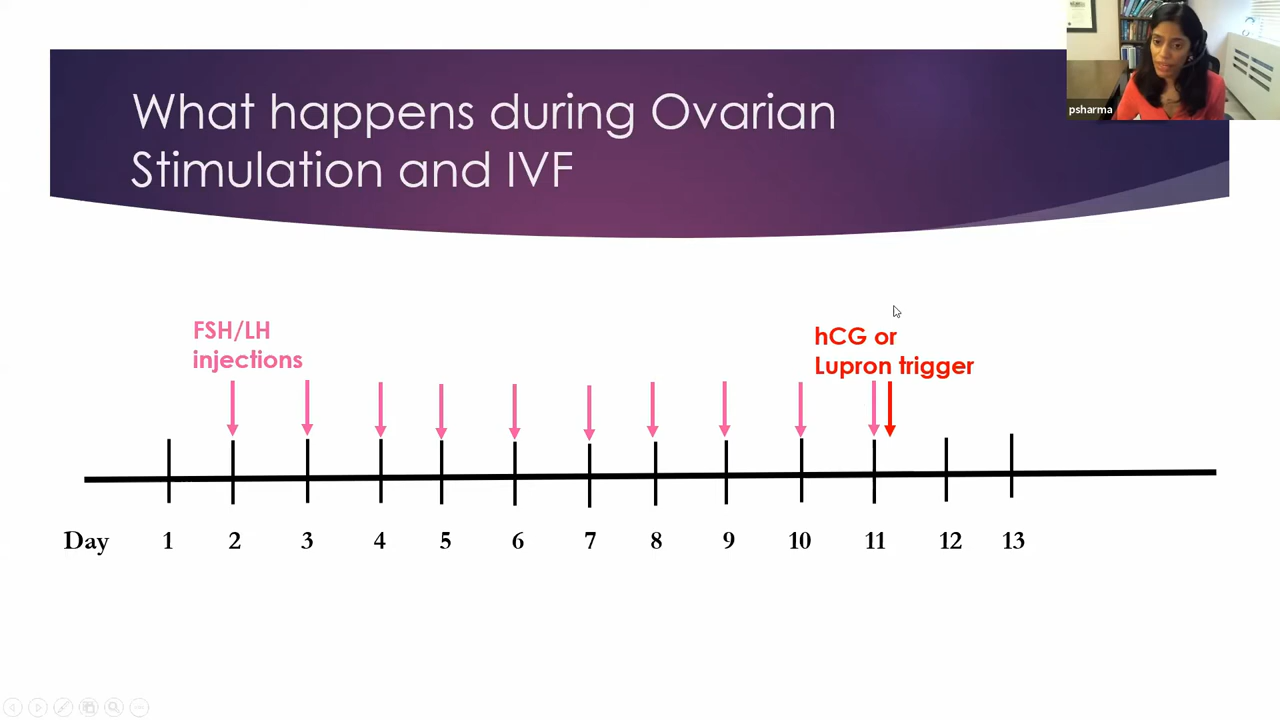 What happens during Ovarian
Stimulation and IVF
psharma
FSH/LH
injections
hCG or
Lupron trigger
Day 1 2 3 4 5 6 7 8 9 10 11 12 13